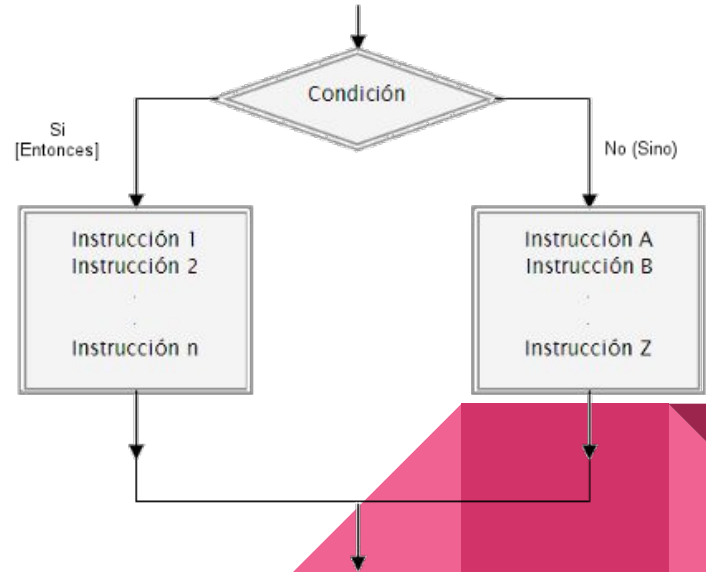 Condición
Si
[Entonces]
No (Sino)
Instrucción 1
Instrucción 2
.
.
Instrucción n
Instrucción A
Instrucción B
.
.
Instrucción Z